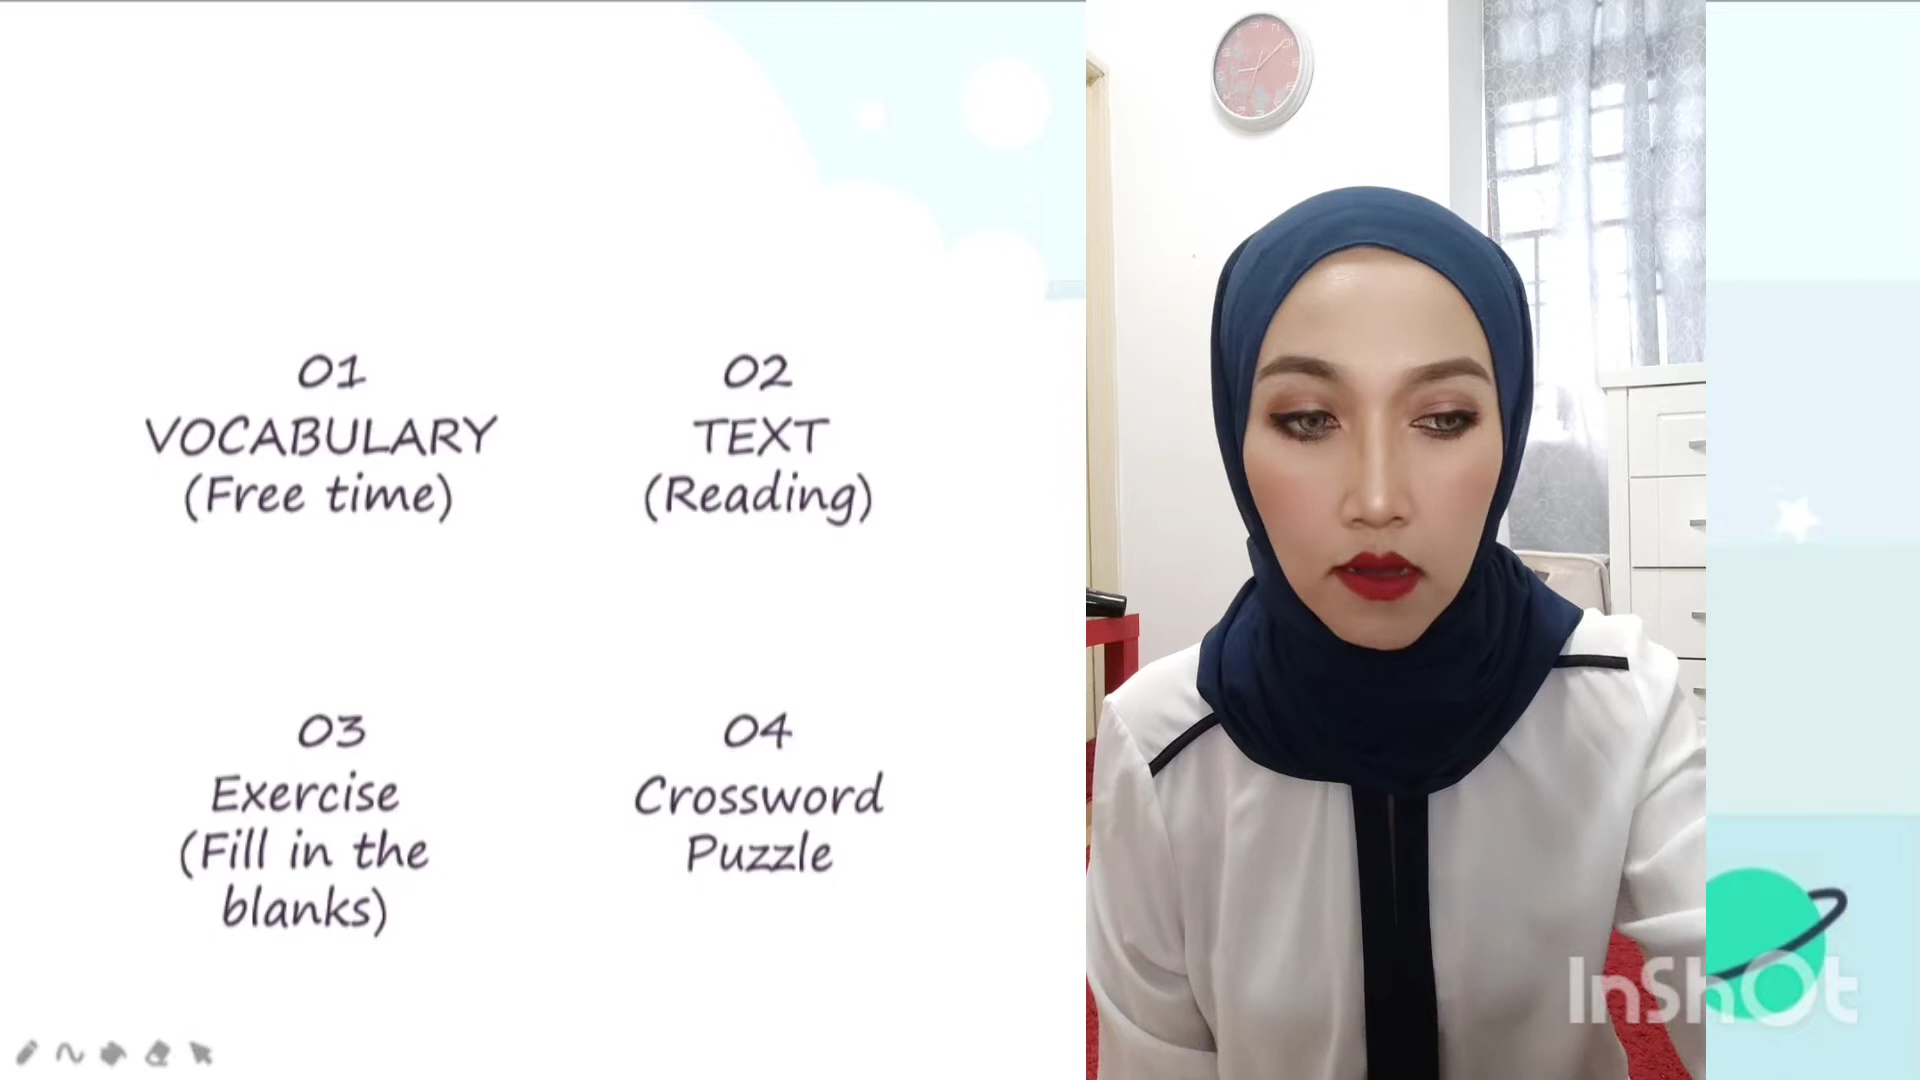 01
VOCABULARY
(Free time)
02
TEXT
(Reading)
03
Exercise
(Fill in the
blanks)
04
Crossword
Puzzle
InShOt